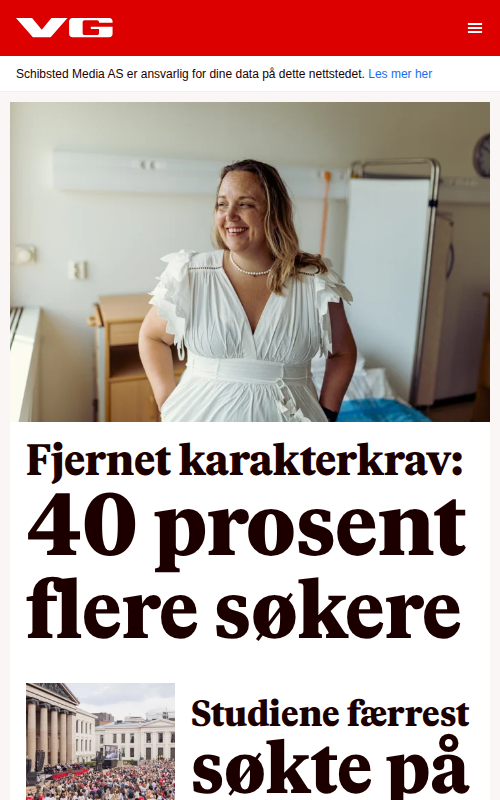 VG
Schibsted Media AS er ansvarlig for dine data på dette nettstedet. Les mer her
Fjernet karakterkrav:
40 prosent
flere søkere
Studiene færrest
søkte på